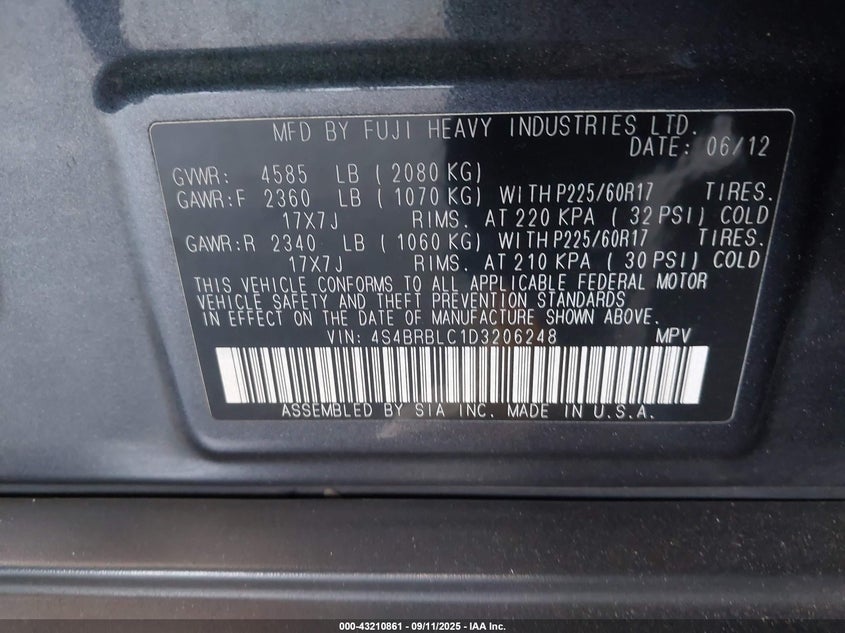 MFD BY FUJI HEAVY INDUSTRIES LTD.
DATE: 06/12
GVWR: 4585 LB (2080 KG)
GAWR:F 2360 LB (1070 KG) WITH P225/60R17 TIRES.
17X7J RIMS. AT 220 KPA (32 PSI) COLD
GAWR:R 2340 LB (1060 KG) WITH P225/60R17 TIRES.
17X7J RIMS. AT 210 KPA (30 PSI) COLD
THIS VEHICLE CONFORMS TO ALL APPLICABLE FEDERAL MOTOR
VEHICLE SAFETY AND THEFT PREVENTION STANDARDS
IN EFFECT ON THE DATE OF MANUFACTURE SHOWN ABOVE.
VIN: 4S4BRBLC1D3206248 MPV
ASSEMBLED BY SIA INC. MADE IN U.S.A.
000-43210861 - 09/11/2025 - IAA Inc.